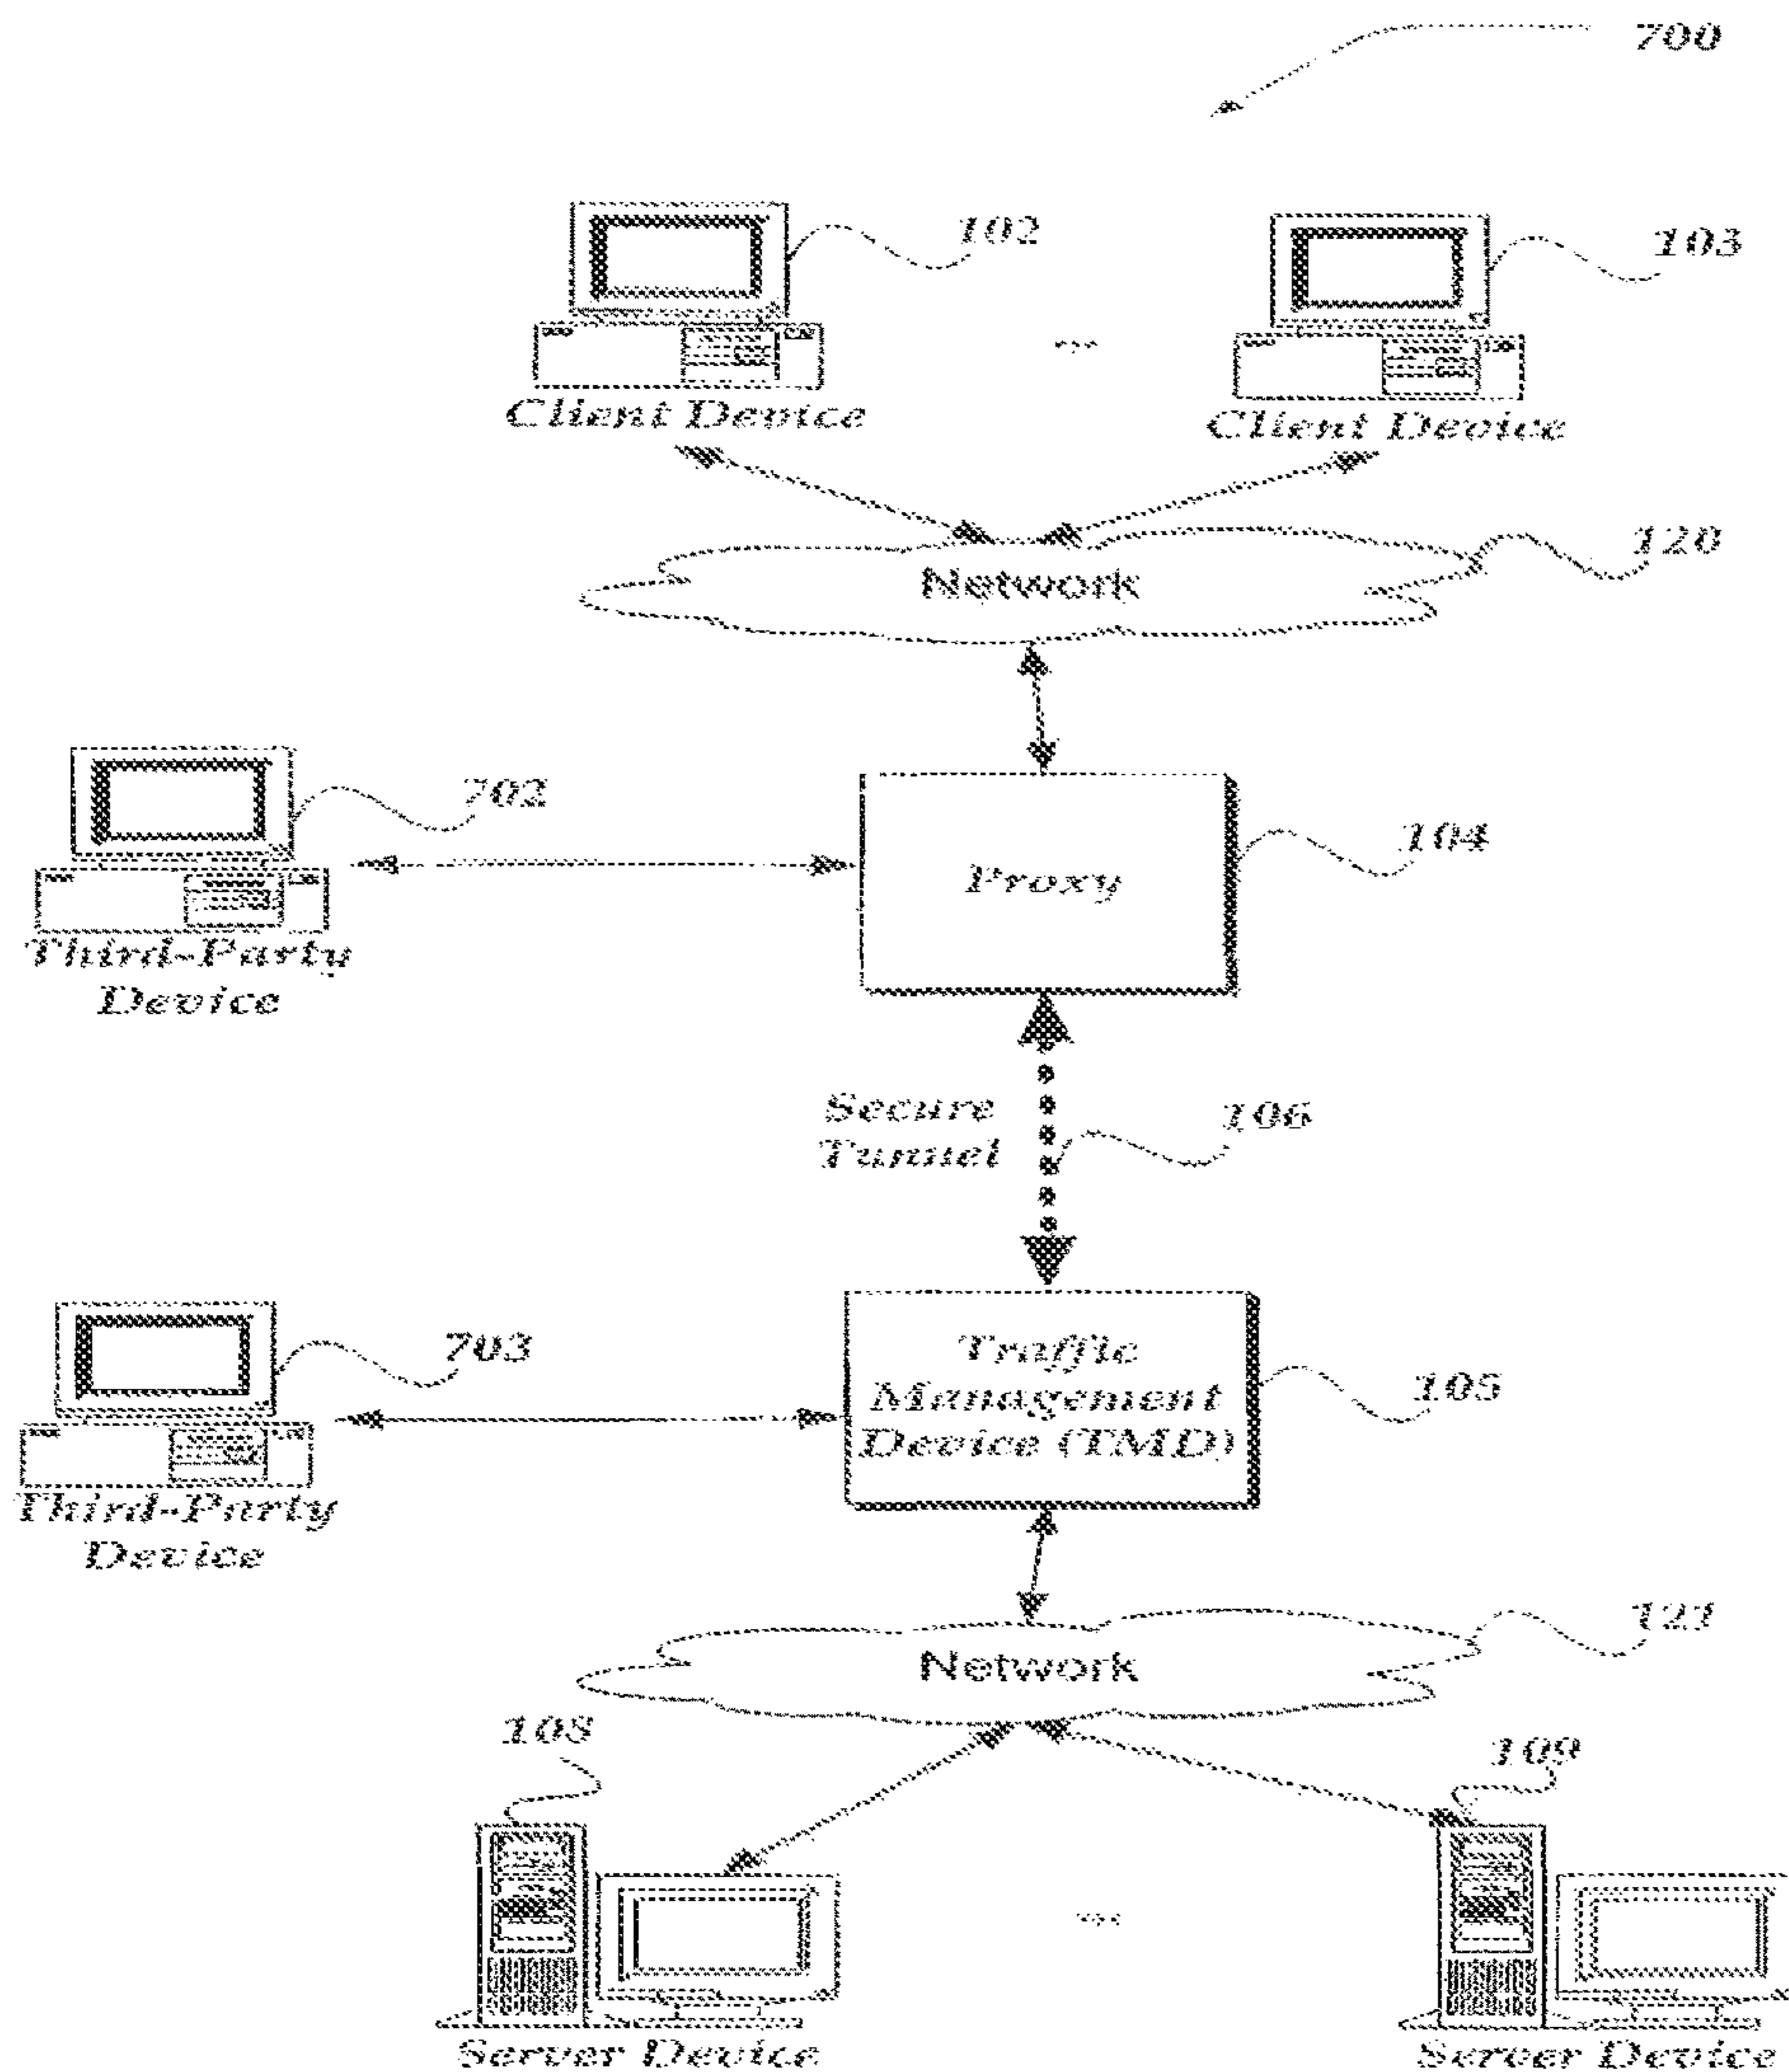 700
102
103
Client Device
Client Device
120
Network
702
104
Proxy
Third-Party
Device
Secure
Tunnel
106
703
Traffic
Management
Device (TMD)
105
Third-Party
Device
121
Network
108
109
Server Device
Server Device